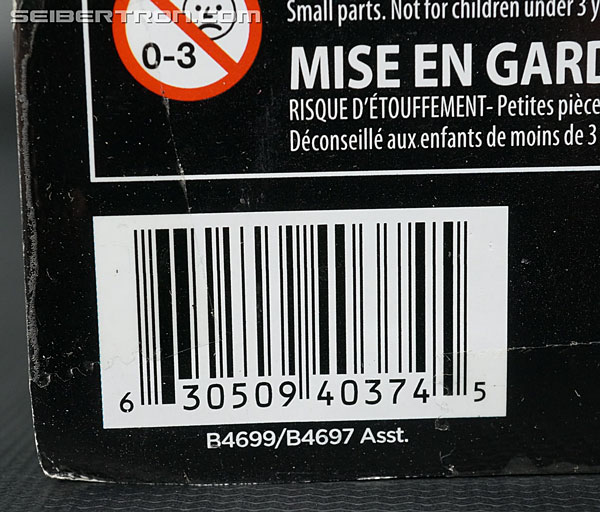 SEIBERTRON.COM
0-3
Small parts. Not for children under 3 y
MISE EN GARD
RISQUE D'ÉTOUFFEMENT- Petites pièce
Déconseillé aux enfants de moins de 3
6 30509 40374 5
B4699/B4697 Asst.